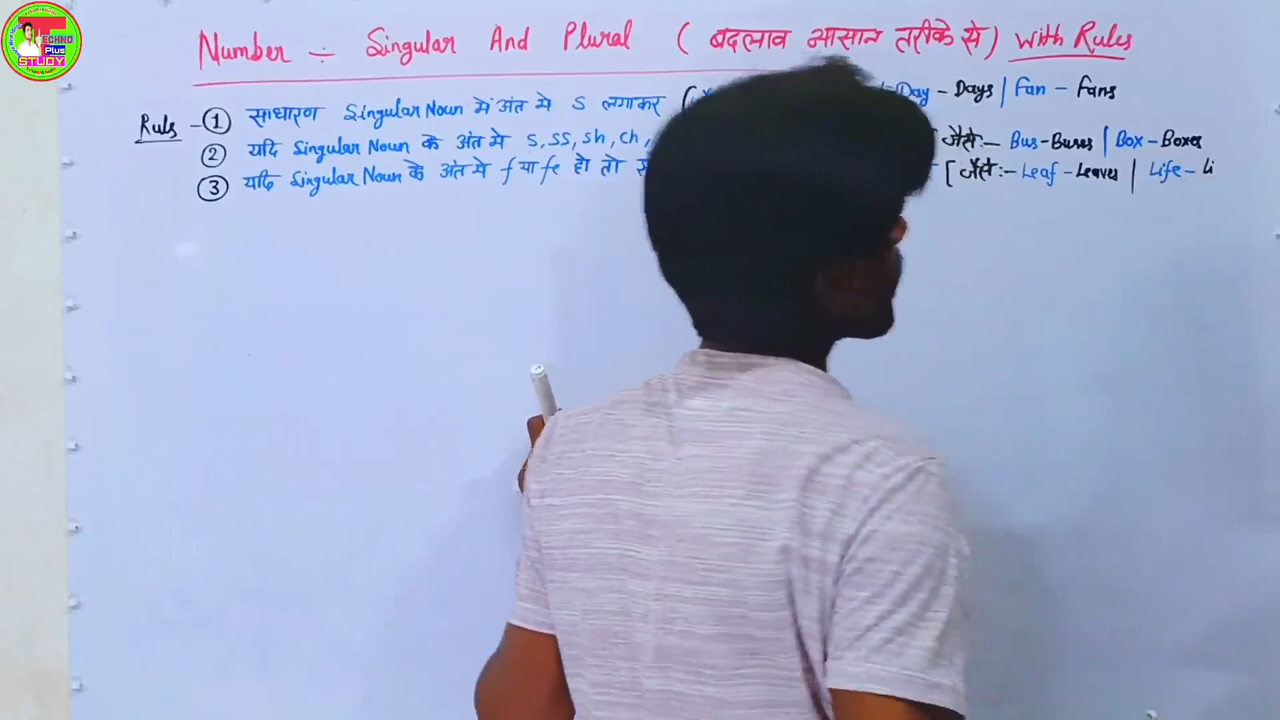 TECHNO Plus STUDY
Number ÷ Singular And Plural ( बदलाव आसान तरीके से ) With Rules
Ruls - ① साधारण Singular Noun में अंत मे S लगाकर ( Day - Days | Fan - Fans
② यदि Singular Noun के अंत मे S, SS, Sh, Ch, [ जैसे:- Bus - Buses | Box - Boxes
③ यदि Singular Noun के अंत मे f या fe हो तो [ जैसे:- Leaf - Leaves | Life - Li